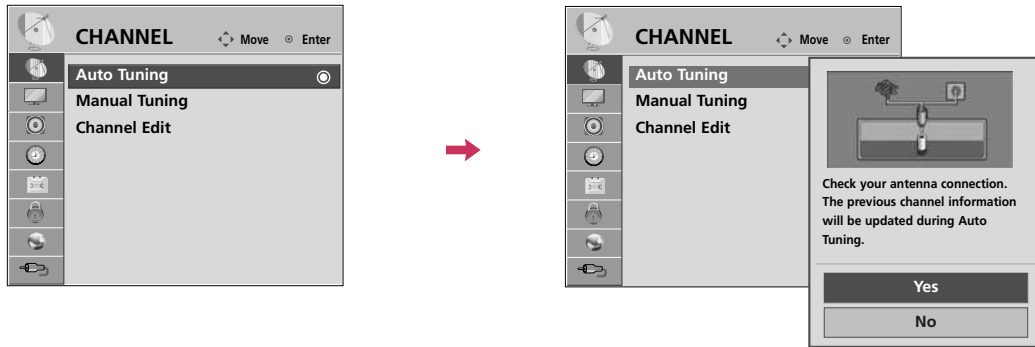 CHANNEL Move Enter
Auto Tuning
Manual Tuning
Channel Edit
CHANNEL Move Enter
Auto Tuning
Manual Tuning
Channel Edit
Check your antenna connection.
The previous channel information
will be updated during Auto
Tuning.
Yes
No